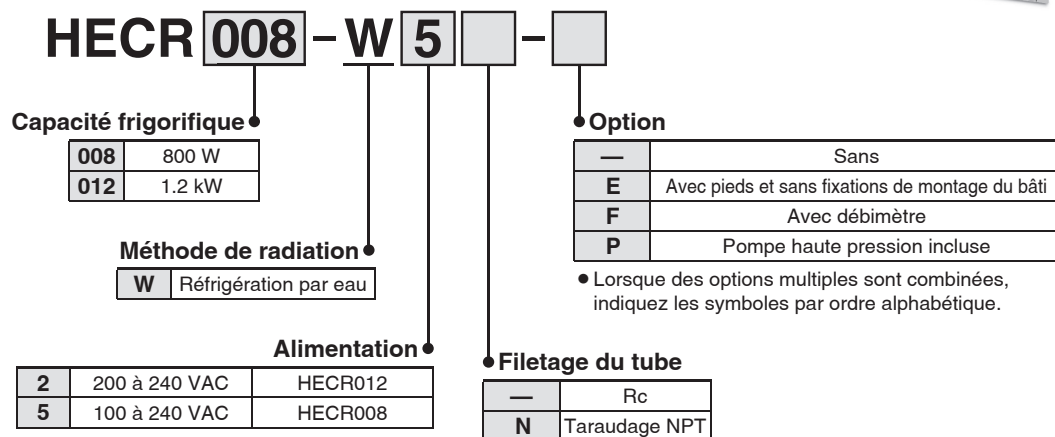 HECR 008 – W 5 –
Capacité frigorifique
008 800 W
012 1.2 kW
Méthode de radiation
W Réfrigération par eau
Alimentation
2 200 à 240 VAC HECR012
5 100 à 240 VAC HECR008
Option
— Sans
E Avec pieds et sans fixations de montage du bâti
F Avec débimètre
P Pompe haute pression incluse
● Lorsque des options multiples sont combinées,
indiquez les symboles par ordre alphabétique.
Filetage du tube
— Rc
N Taraudage NPT